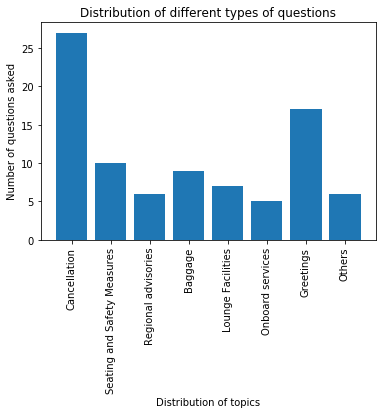 Distribution of different types of questions
Number of questions asked
25
20
15
10
5
0
Cancellation
Seating and Safety Measures
Regional advisories
Baggage
Lounge Facilities
Onboard services
Greetings
Others
Distribution of topics